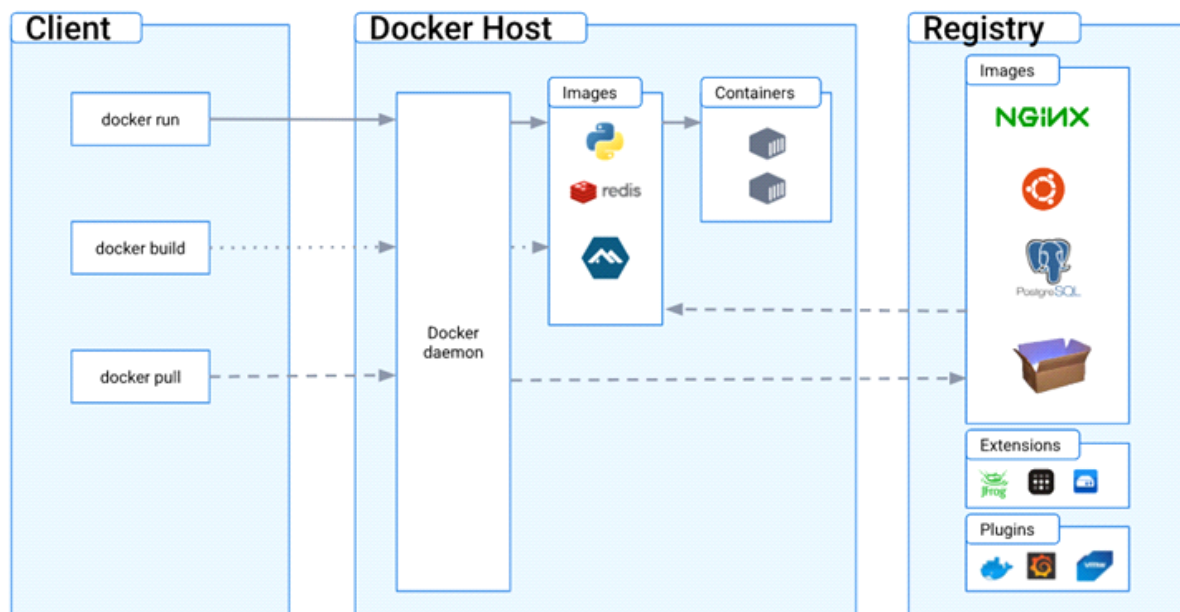 Client
Docker Host
Registry
docker run
docker build
docker pull
Docker
daemon
Images
redis
Containers
Images
NGiNX
PostgreSQL
Extensions
JFrog
Plugins